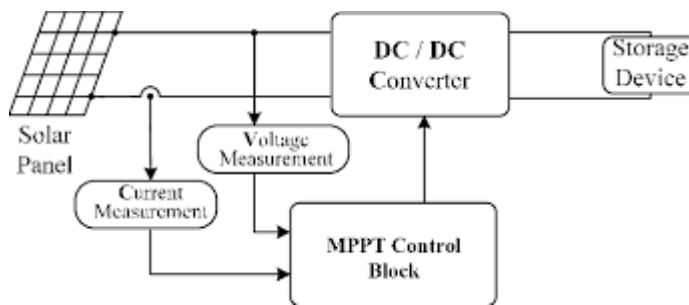 DC / DC
Converter
Storage
Device
Solar
Panel
Voltage
Measurement
Current
Measurement
MPPT Control
Block